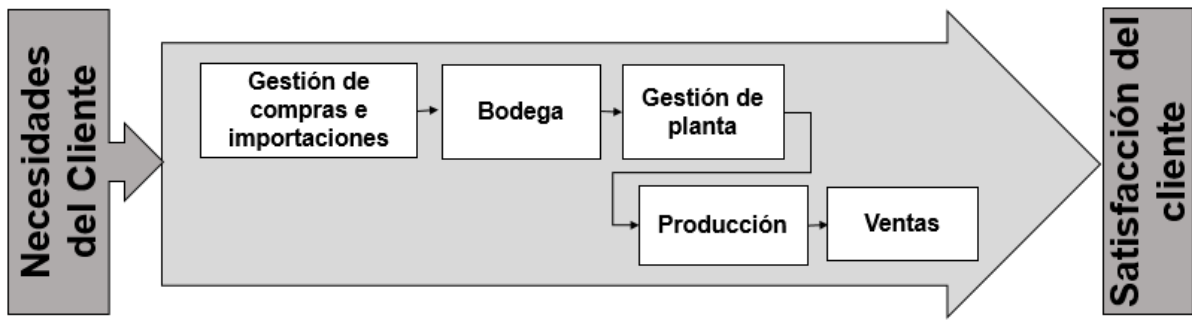 Necesidades
del Cliente
Gestión de
compras e
importaciones
Bodega
Gestión de
planta
Producción
Ventas
Satisfacción del
cliente